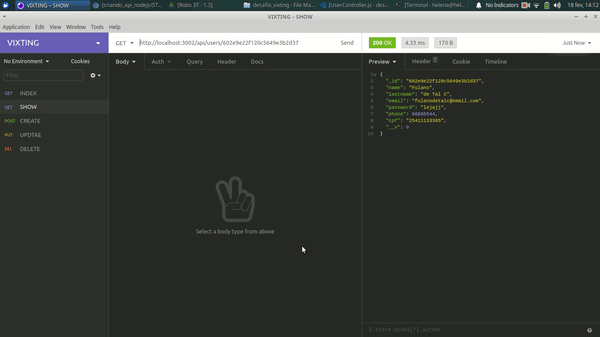 VIXTING – SHOW
[criando_api_nodejs/ST...
[Robo 3T - 1.3]
desafio_vixting - File Ma...
[UserController.js - desaf...
[Terminal - helena@hel...
No Indicators
18 fev, 14:12
VIXTING – SHOW
Application Edit View Window Tools Help
VIXTING
GET http://localhost:3002/api/users/602e9e22f120c5649e3b2d37 Send
200 OK 4.33 ms 170 B Just Now
No Environment Cookies
Body Auth Query Header Docs
Preview Header Cookie Timeline
Filter
GET INDEX
GET SHOW
POST CREATE
PUT UPDTAE
DEL DELETE
Select a body type from above
1 {
2 "_id": "602e9e22f120c5649e3b2d37",
3 "name": "Fulano",
4 "lastname": "de Tal C",
5 "email": "fulanodetalc@email.com",
6 "password": "lejajj",
7 "phone": 98885544,
8 "cpf": "25411133365",
9 "__v": 0
10 }
$.store.books[*].author